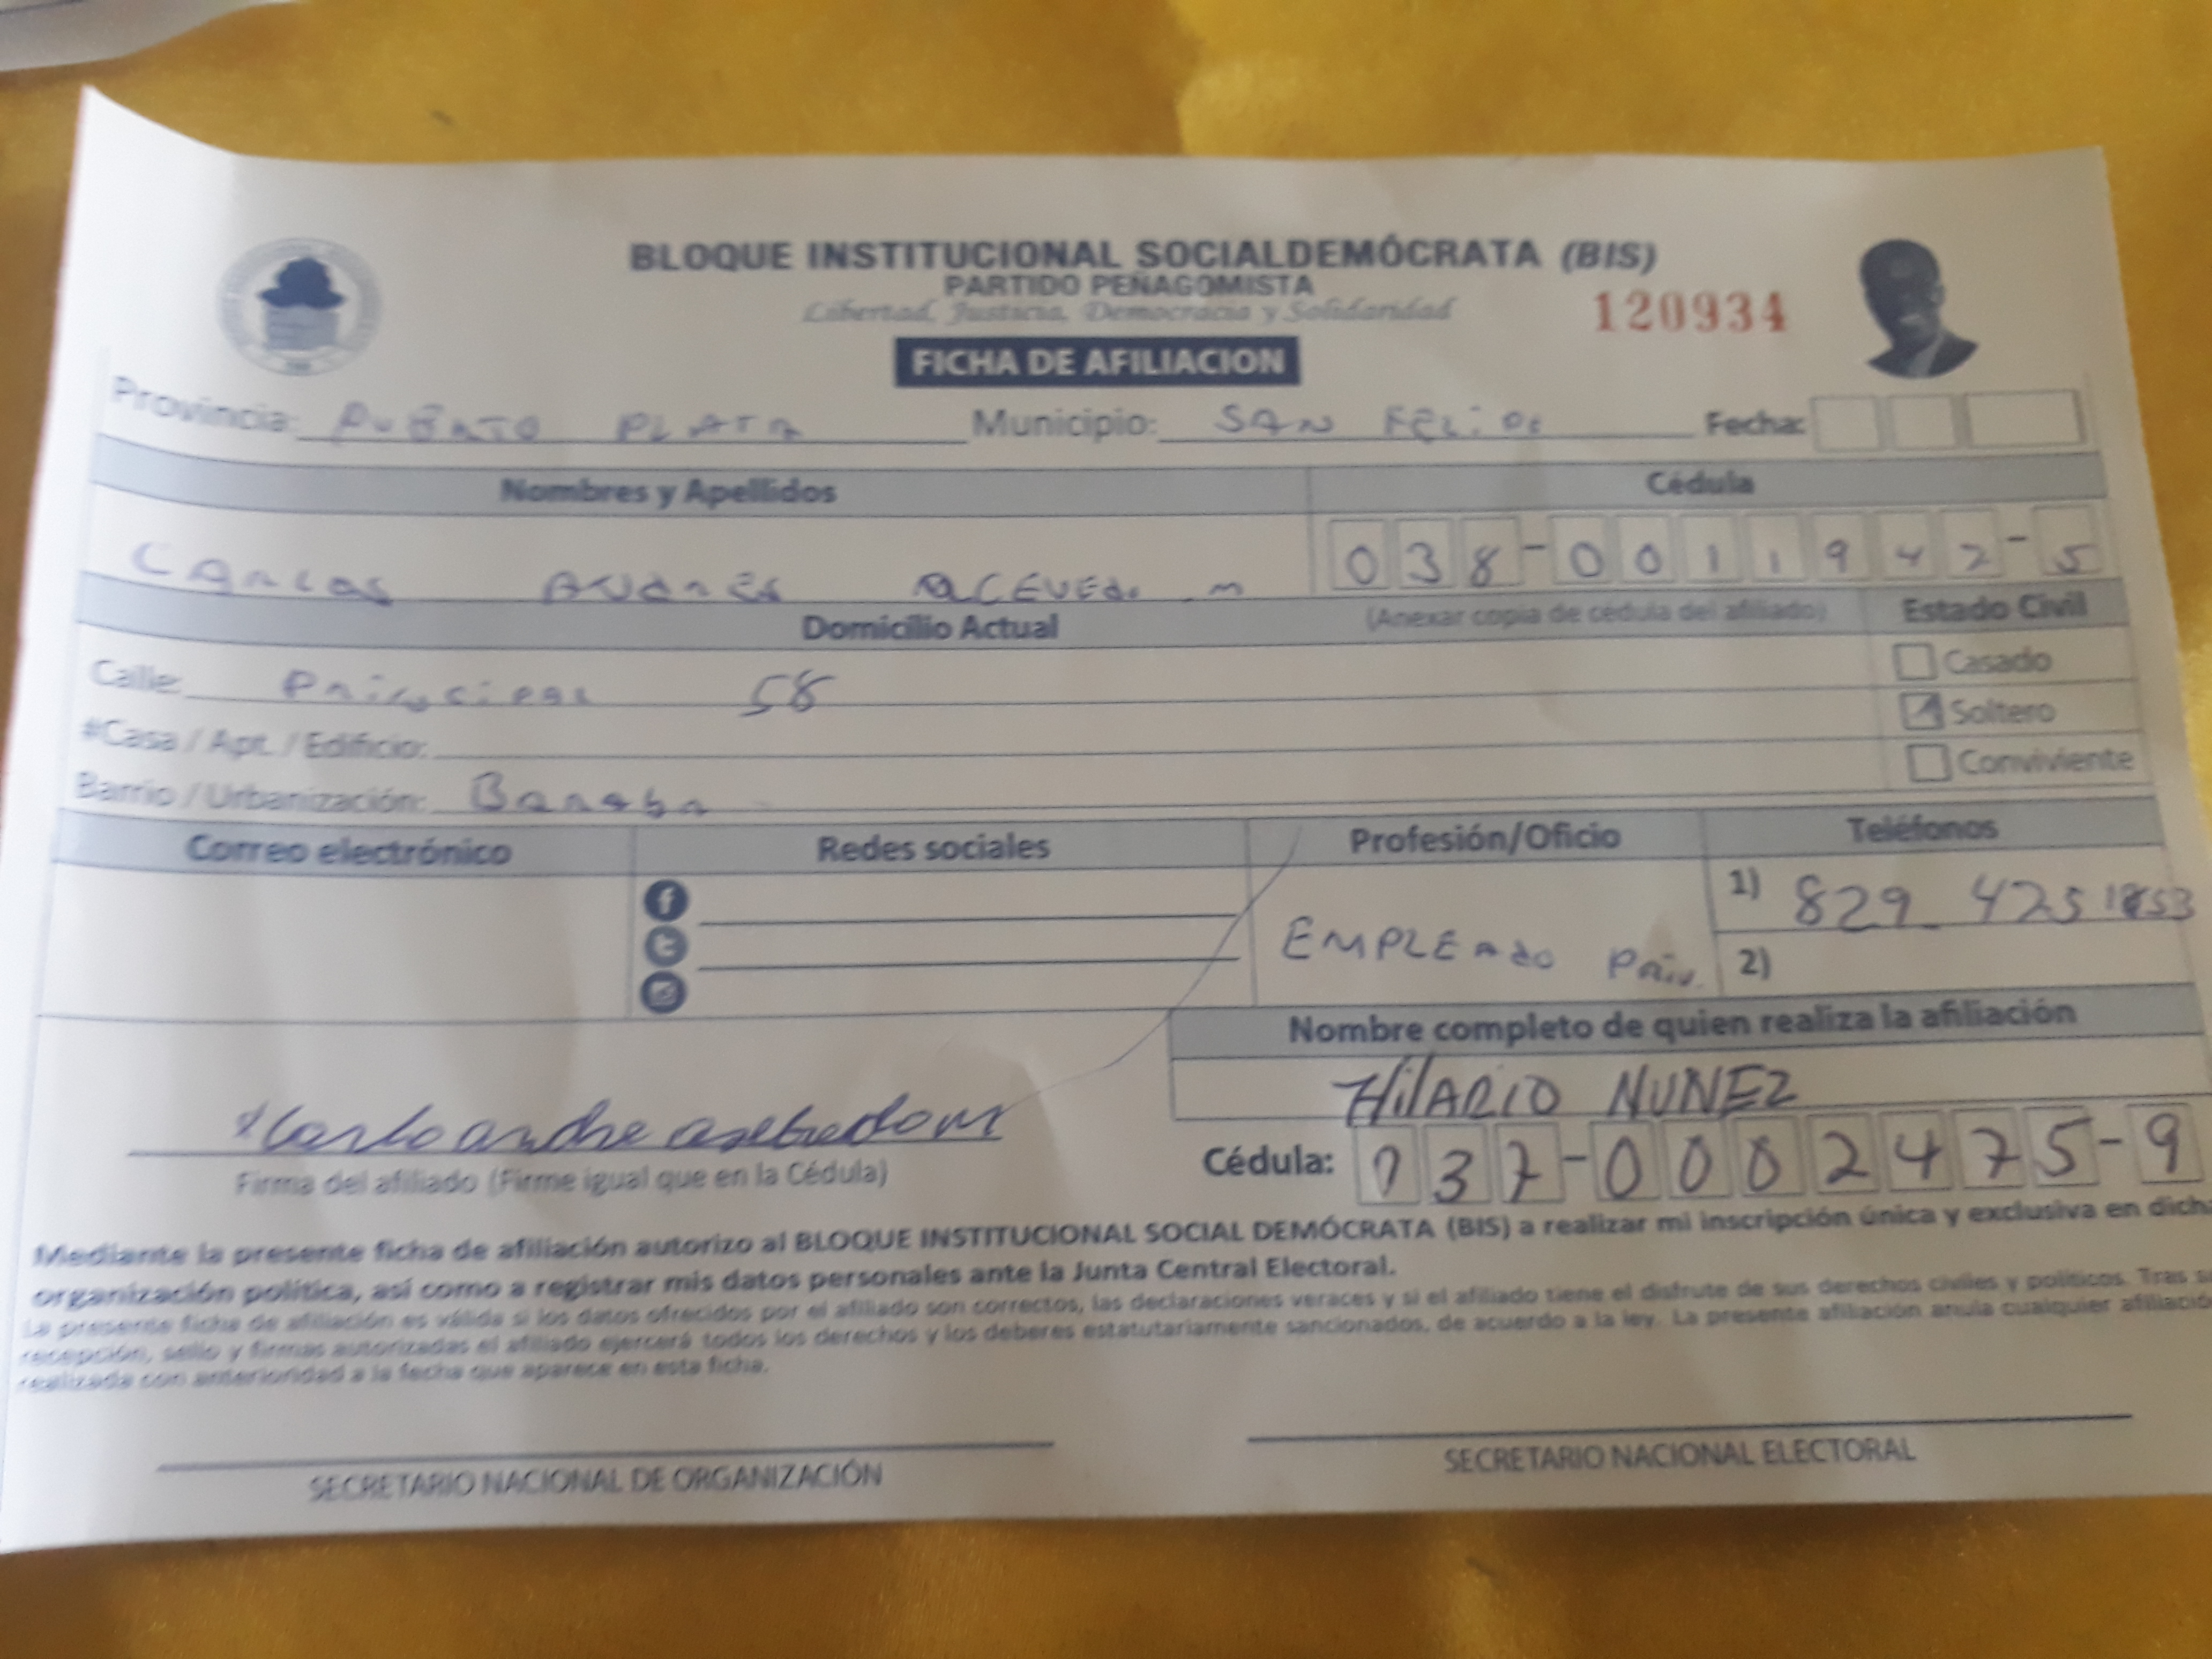 BLOQUE INSTITUCIONAL SOCIALDEMÓCRATA (BIS)
PARTIDO PEÑAGOMISTA
Libertad, Justicia, Democracia y Solidaridad
120934
FICHA DE AFILIACION
Provincia: PUERTO PLATA Municipio: SAN FELiPE Fecha:
Nombres y Apellidos Cédula
CARLOS ANDRES ACEVEDO M 038-0011942-5
Domicilio Actual (Anexar copia de cédula del afiliado) Estado Civil
Calle: PRiNCiPAL 58 Casado
Soltero
#Casa / Apt. / Edificio:
Conviviente
Barrio / Urbanización:
Correo electrónico Redes sociales Profesión/Oficio Teléfonos
1) 829 425 1853
EMPLEADO PRiv.
2)
Nombre completo de quien realiza la afiliación
HilARIO NUNEZ
Firma del afiliado (Firme igual que en la Cédula)
Cédula: 037-0002475-9
Mediante la presente ficha de afiliación autorizo al BLOQUE INSTITUCIONAL SOCIAL DEMÓCRATA (BIS) a realizar mi inscripción única y exclusiva en dicha
organización política, así como a registrar mis datos personales ante la Junta Central Electoral.
La presente ficha de afiliación es válida si los datos ofrecidos por el afiliado son correctos, las declaraciones veraces y si el afiliado tiene el disfrute de sus derechos civiles y políticos. Tras
recepción, sello y firmas autorizadas el afiliado ejercerá todos los derechos y los deberes estatutariamente sancionados, de acuerdo a la ley. La presente afiliación anula cualquier afiliació
realizada con anterioridad a la fecha que aparece en esta ficha.
SECRETARIO NACIONAL DE ORGANIZACIÓN SECRETARIO NACIONAL ELECTORAL